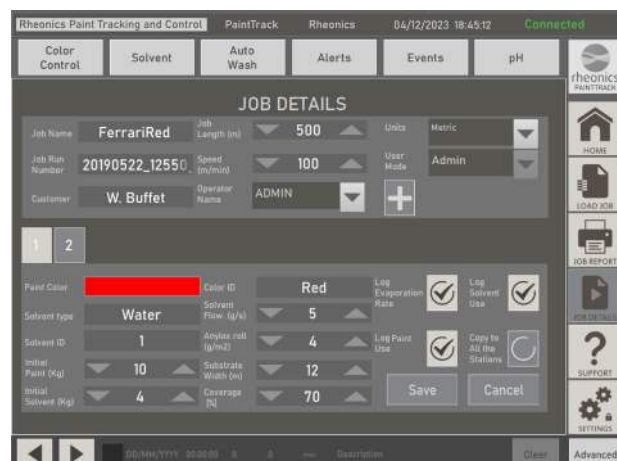 Rheonics Paint Tracking and Control PaintTrack Rheonics 04/12/2023 18:45:12 Connected
Color Control Solvent Auto Wash Alerts Events pH
rheonics
PAINTTRACK
JOB DETAILS
Job Name FerrariRed Job Length (m) 500 Units Metric
HOME
Job Run Number 20190522_12550 Speed (m/min) 100 User Mode Admin
Customer W. Buffet Operator Name ADMIN
LOAD JOB
1 2
JOB REPORT
Paint Color Color ID Red Log Evaporation Rate Log Solvent Use
Solvent type Water Solvent Flow (g/s) 5
JOB DETAILS
Solvent ID 1 Anylox roll (g/m2) 4 Log Paint Use Copy to All the Stations
Initial Paint (Kg) 10 Substrate Width (m) 12
SUPPORT
Initial Solvent (Kg) 4 Coverage [%] 70 Save Cancel
SETTINGS
DD/MM/YYYY 00:00:00 0 0 Description Clear Advanced